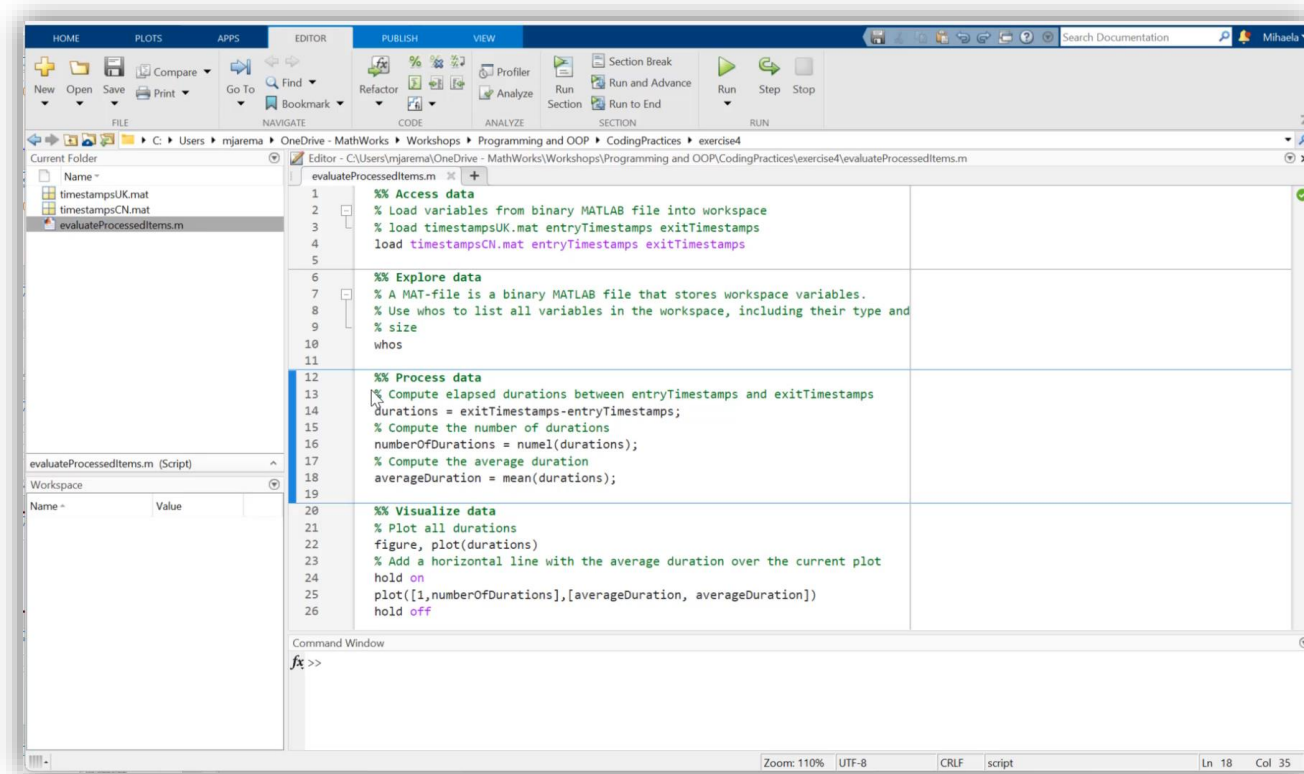 HOME PLOTS APPS EDITOR PUBLISH VIEW Search Documentation Mihaela
New Open Save Compare Print Go To Find Bookmark Refactor Profiler Analyze Run Section Section Break Run and Advance Run to End Run Step Stop
FILE NAVIGATE CODE ANALYZE SECTION RUN
C: Users mjarema OneDrive - MathWorks Workshops Programming and OOP CodingPractices exercise4
Current Folder
Name
timestampsUK.mat
timestampsCN.mat
evaluateProcessedItems.m
evaluateProcessedItems.m (Script)
Workspace
Name Value
Editor - C:\Users\mjarema\OneDrive - MathWorks\Workshops\Programming and OOP\CodingPractices\exercise4\evaluateProcessedItems.m
evaluateProcessedItems.m
1 %% Access data
2 % Load variables from binary MATLAB file into workspace
3 % load timestampsUK.mat entryTimestamps exitTimestamps
4 load timestampsCN.mat entryTimestamps exitTimestamps
5
6 %% Explore data
7 % A MAT-file is a binary MATLAB file that stores workspace variables.
8 % Use whos to list all variables in the workspace, including their type and
9 % size
10 whos
11
12 %% Process data
13 % Compute elapsed durations between entryTimestamps and exitTimestamps
14 durations = exitTimestamps-entryTimestamps;
15 % Compute the number of durations
16 numberOfDurations = numel(durations);
17 % Compute the average duration
18 averageDuration = mean(durations);
19
20 %% Visualize data
21 % Plot all durations
22 figure, plot(durations)
23 % Add a horizontal line with the average duration over the current plot
24 hold on
25 plot([1,numberOfDurations],[averageDuration, averageDuration])
26 hold off
Command Window
fx >>
Zoom: 110% UTF-8 CRLF script Ln 18 Col 35